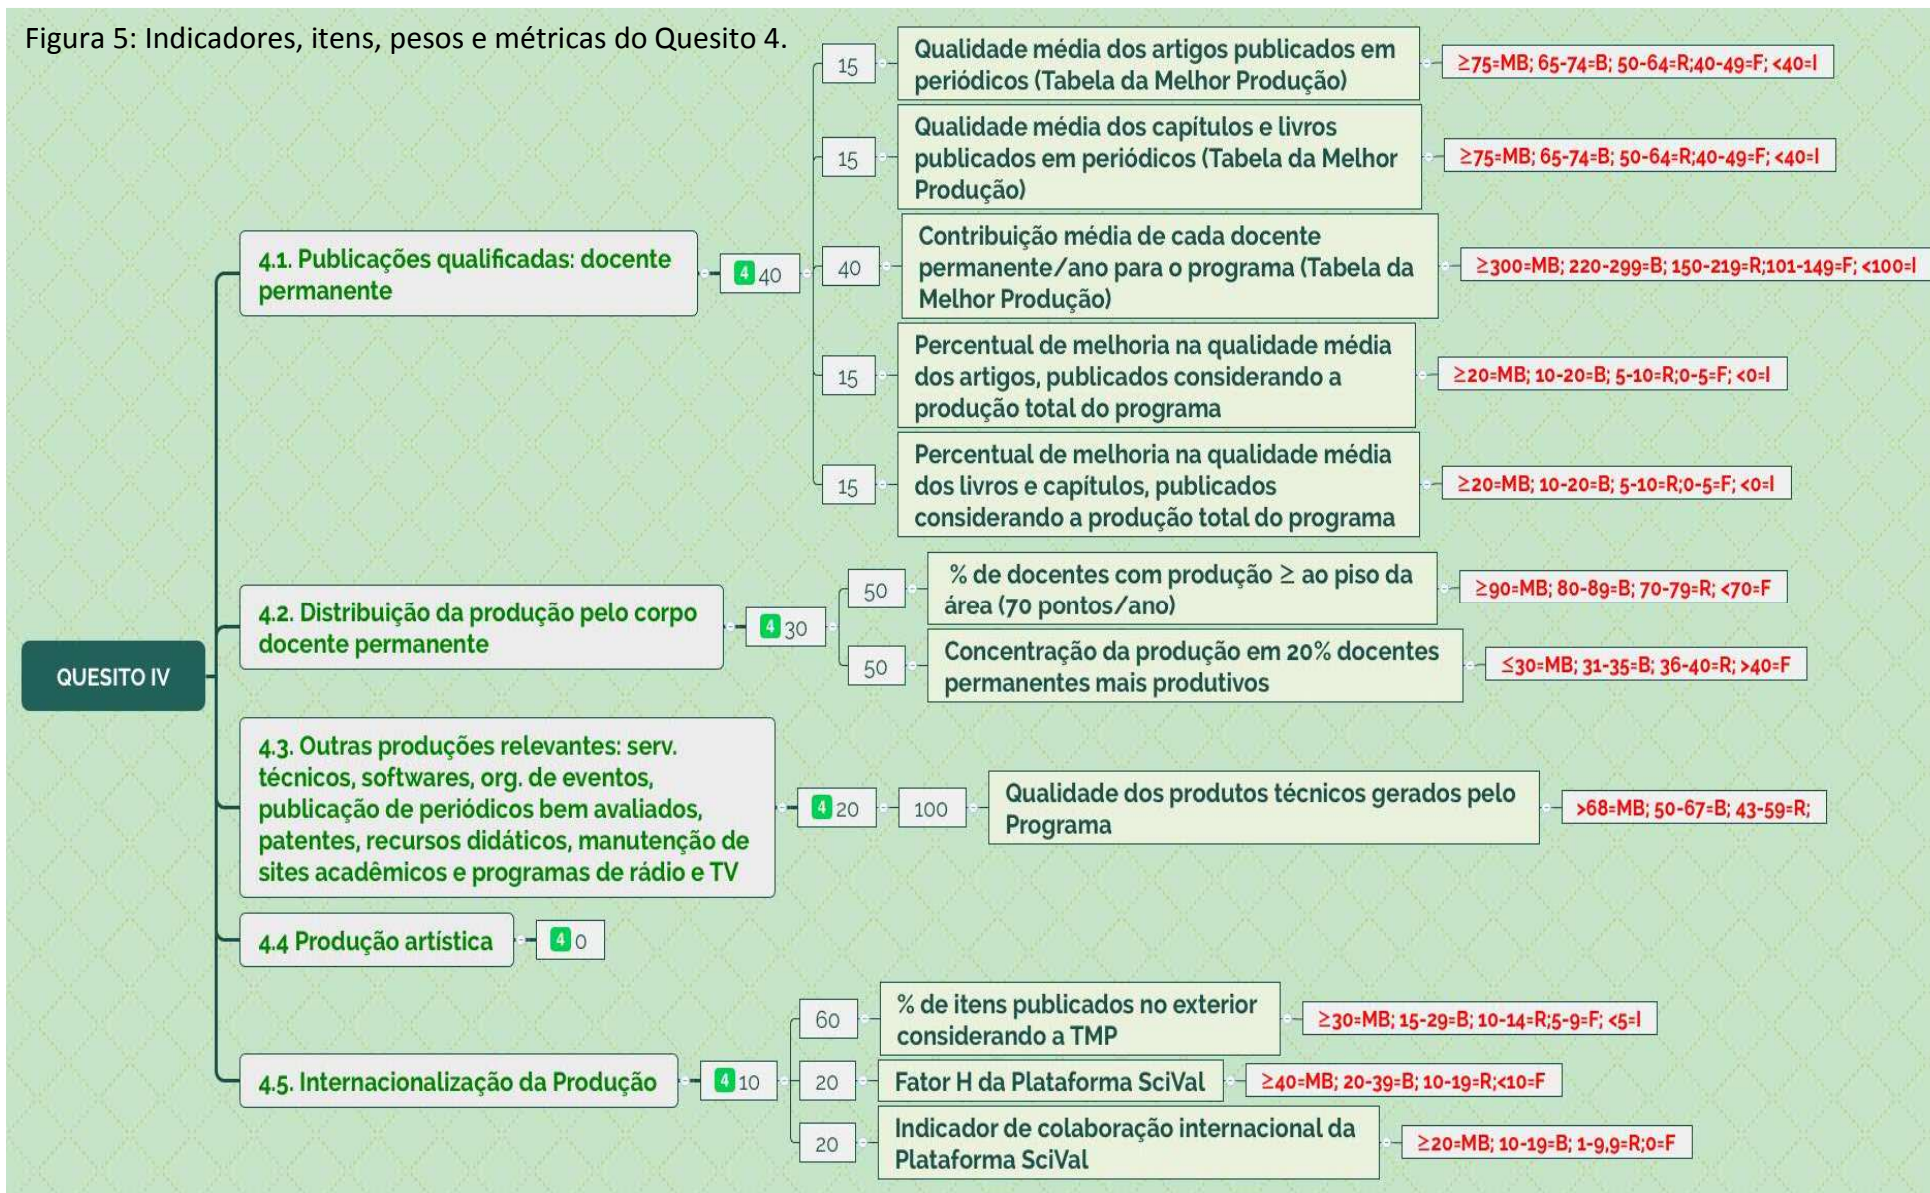 Figura 5: Indicadores, itens, pesos e métricas do Quesito 4.
QUESITO IV
4.1. Publicações qualificadas: docente
permanente
4 40
15
Qualidade média dos artigos publicados em
periódicos (Tabela da Melhor Produção)
≥75=MB; 65-74=B; 50-64=R;40-49=F; <40=I
15
Qualidade média dos capítulos e livros
publicados em periódicos (Tabela da Melhor
Produção)
≥75=MB; 65-74=B; 50-64=R;40-49=F; <40=I
40
Contribuição média de cada docente
permanente/ano para o programa (Tabela da
Melhor Produção)
≥300=MB; 220-299=B; 150-219=R;101-149=F; <100=I
15
Percentual de melhoria na qualidade média
dos artigos, publicados considerando a
produção total do programa
≥20=MB; 10-20=B; 5-10=R;0-5=F; <0=I
15
Percentual de melhoria na qualidade média
dos livros e capítulos, publicados
considerando a produção total do programa
≥20=MB; 10-20=B; 5-10=R;0-5=F; <0=I
4.2. Distribuição da produção pelo corpo
docente permanente
4 30
50
% de docentes com produção ≥ ao piso da
área (70 pontos/ano)
≥90=MB; 80-89=B; 70-79=R; <70=F
50
Concentração da produção em 20% docentes
permanentes mais produtivos
≤30=MB; 31-35=B; 36-40=R; >40=F
4.3. Outras produções relevantes: serv.
técnicos, softwares, org. de eventos,
publicação de periódicos bem avaliados,
patentes, recursos didáticos, manutenção de
sites acadêmicos e programas de rádio e TV
4 20
100
Qualidade dos produtos técnicos gerados pelo
Programa
>68=MB; 50-67=B; 43-59=R;
4.4 Produção artística
4 0
4.5. Internacionalização da Produção
4 10
60
% de itens publicados no exterior
considerando a TMP
≥30=MB; 15-29=B; 10-14=R;5-9=F; <5=I
20
Fator H da Plataforma SciVal
≥40=MB; 20-39=B; 10-19=R;<10=F
20
Indicador de colaboração internacional da
Plataforma SciVal
≥20=MB; 10-19=B; 1-9,9=R;0=F